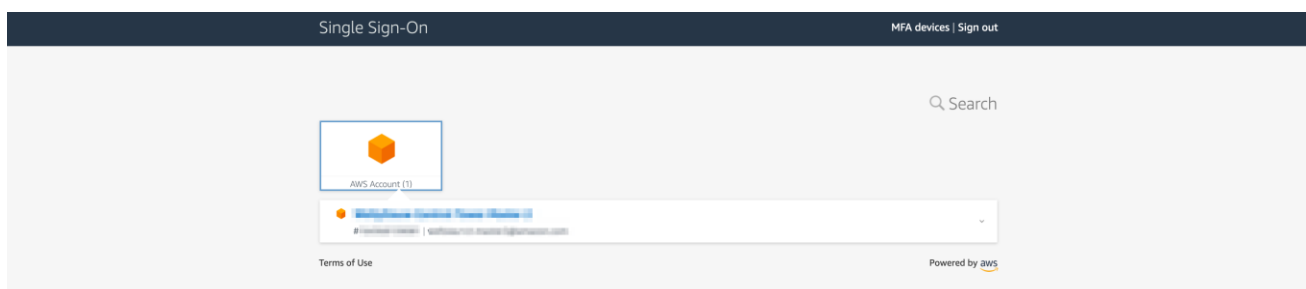 Single Sign-On
MFA devices | Sign out
Search
AWS Account (1)
#
|
Terms of Use
Powered by aws